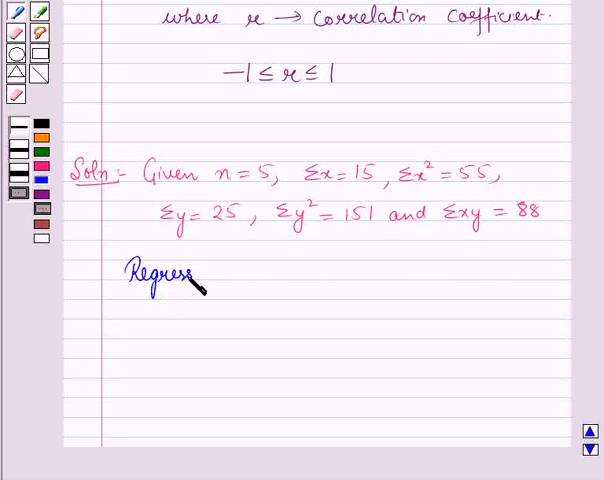 where r → Correlation Coefficient.
-1 ≤ r ≤ 1
Soln:- Given n = 5, Σx = 15, Σx² = 55,
Σy = 25, Σy² = 151 and Σxy = 88
Regress